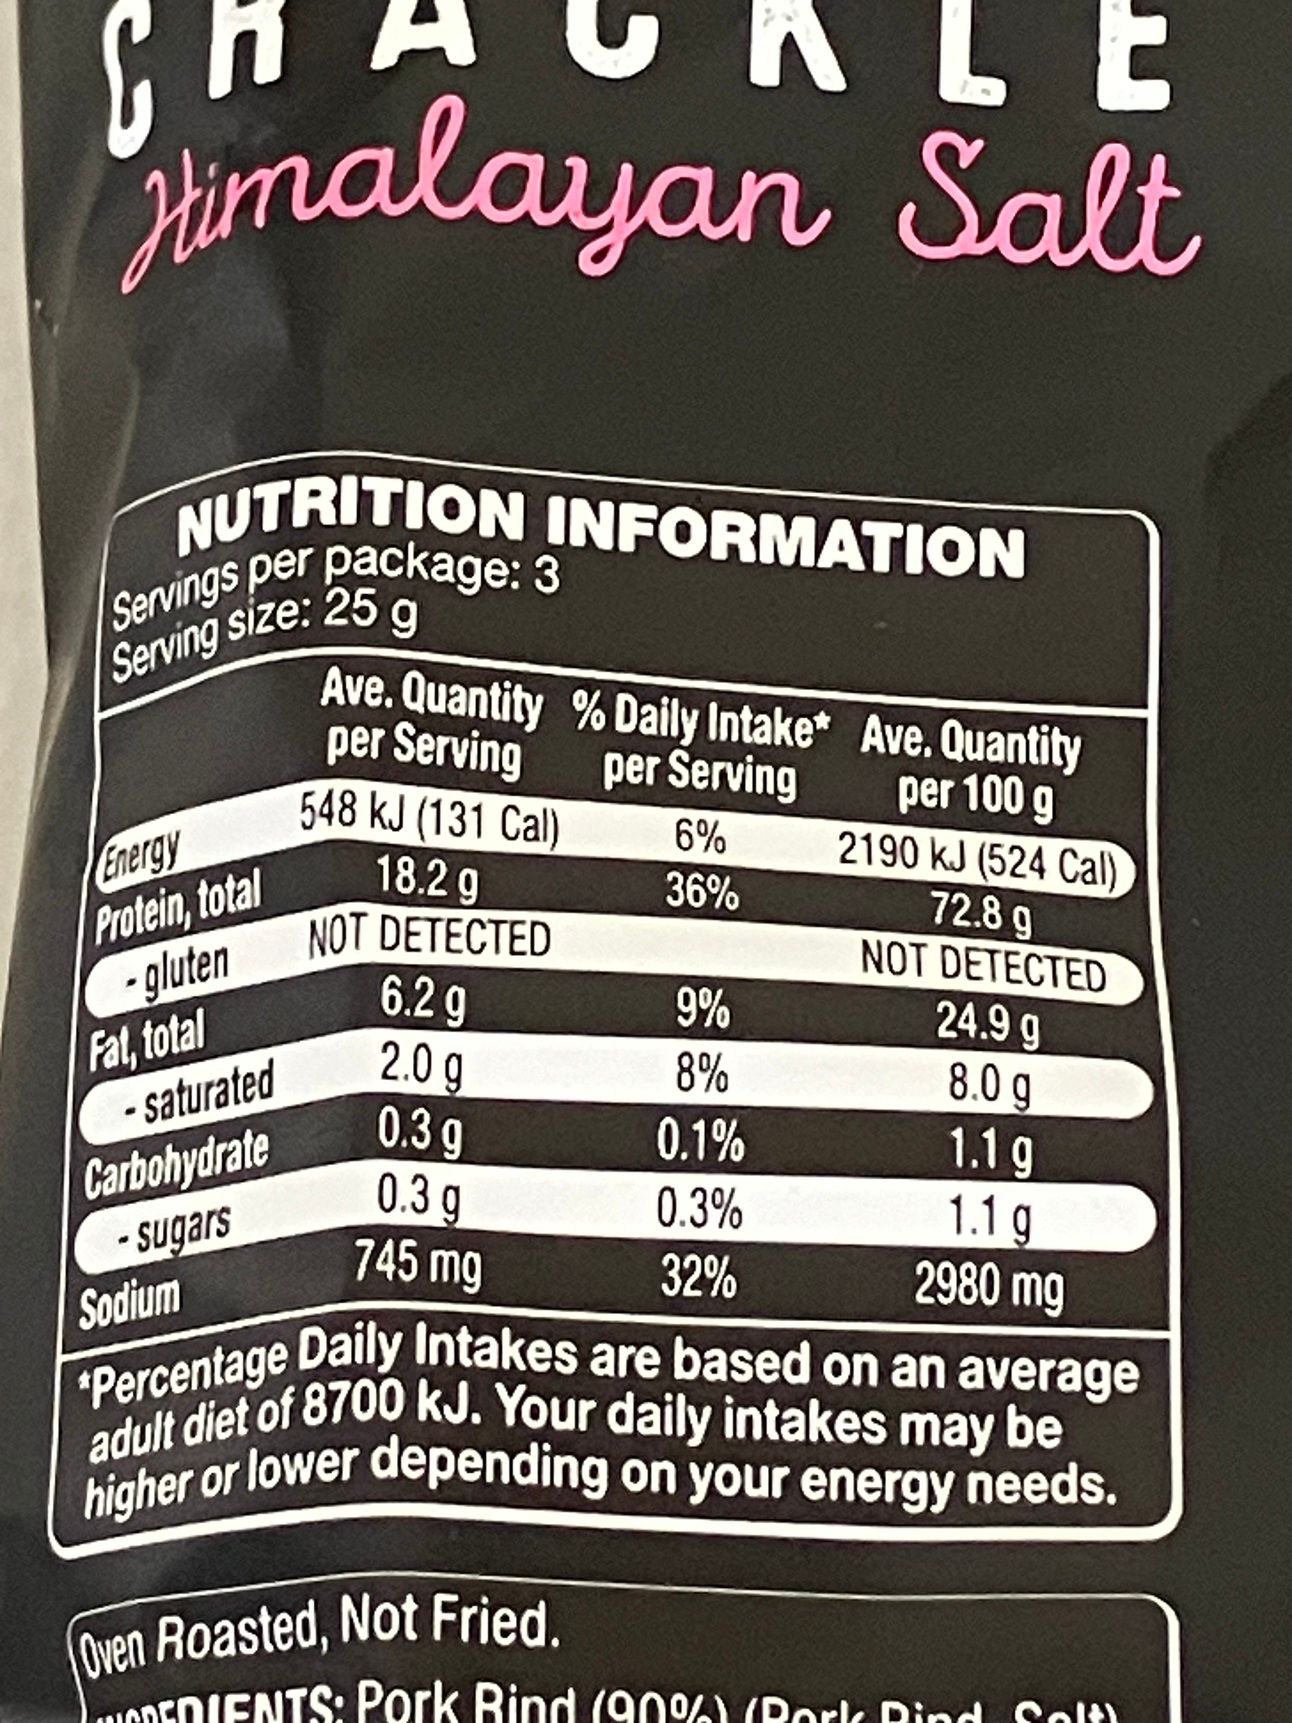 CRACKLE
Himalayan Salt
NUTRITION INFORMATION
Servings per package: 3
Serving size: 25 g
Ave. Quantity per Serving % Daily Intake* per Serving Ave. Quantity per 100 g
Energy 548 kJ (131 Cal) 6% 2190 kJ (524 Cal)
Protein, total 18.2 g 36% 72.8 g
- gluten NOT DETECTED NOT DETECTED
Fat, total 6.2 g 9% 24.9 g
- saturated 2.0 g 8% 8.0 g
Carbohydrate 0.3 g 0.1% 1.1 g
- sugars 0.3 g 0.3% 1.1 g
Sodium 745 mg 32% 2980 mg
*Percentage Daily Intakes are based on an average
adult diet of 8700 kJ. Your daily intakes may be
higher or lower depending on your energy needs.
Oven Roasted, Not Fried.
INGREDIENTS: Pork Rind (90%) (Pork Rind, Salt)